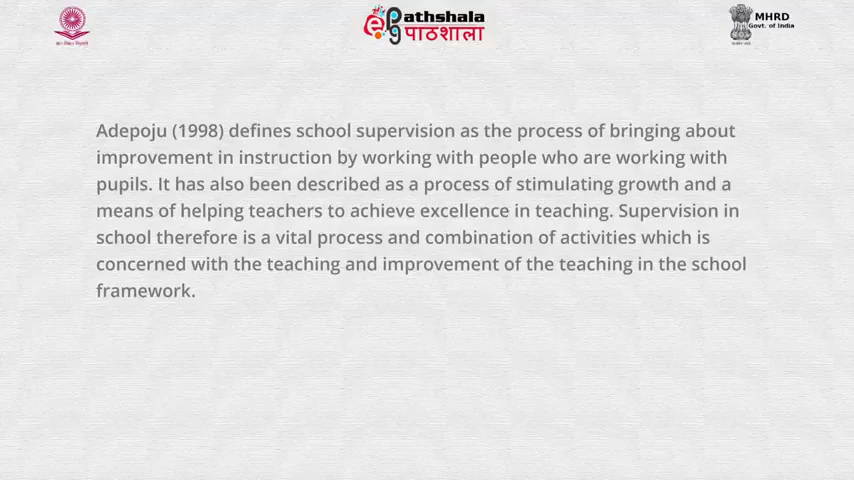 ePathshala
पाठशाला
MHRD
Govt. of India
Adepoju (1998) defines school supervision as the process of bringing about
improvement in instruction by working with people who are working with
pupils. It has also been described as a process of stimulating growth and a
means of helping teachers to achieve excellence in teaching. Supervision in
school therefore is a vital process and combination of activities which is
concerned with the teaching and improvement of the teaching in the school
framework.